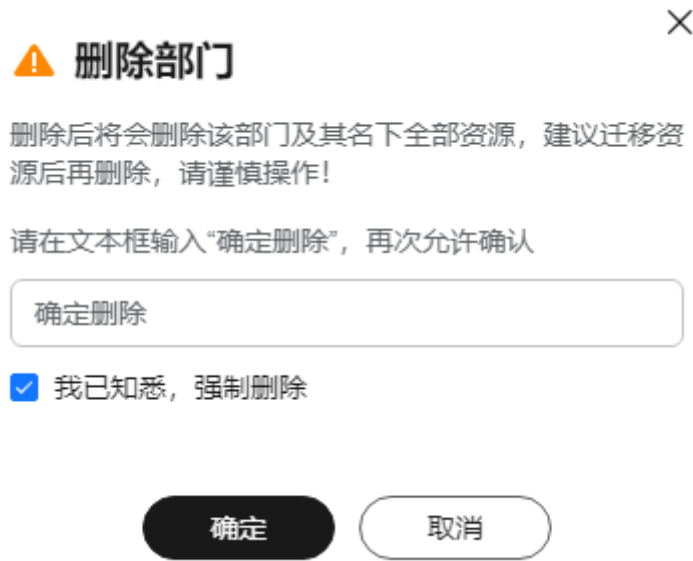 删除部门
删除后将会删除该部门及其名下全部资源，建议迁移资
源后再删除，请谨慎操作！
请在文本框输入“确定删除”，再次允许确认
确定删除
我已知悉，强制删除
确定
取消